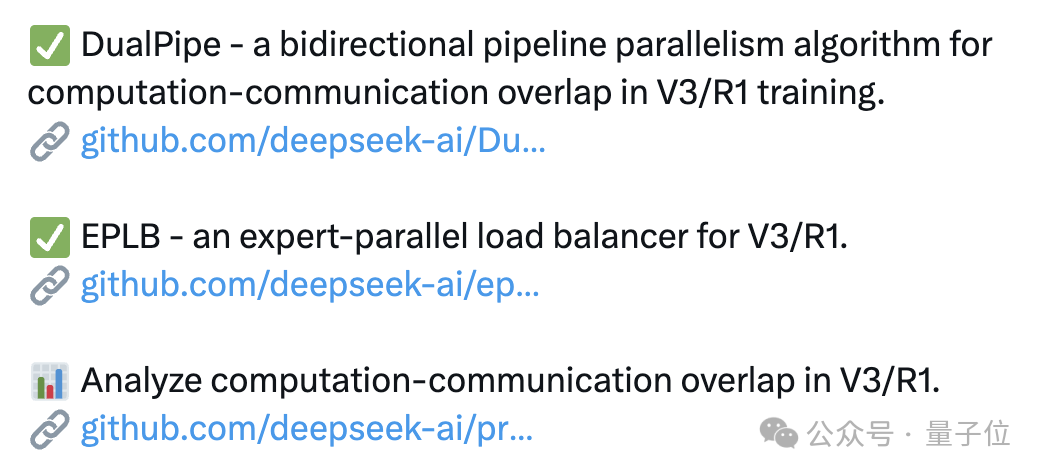 ✅ DualPipe - a bidirectional pipeline parallelism algorithm for
computation-communication overlap in V3/R1 training.
🔗 github.com/deepseek-ai/Du...
✅ EPLB - an expert-parallel load balancer for V3/R1.
🔗 github.com/deepseek-ai/ep...
📊 Analyze computation-communication overlap in V3/R1.
🔗 github.com/deepseek-ai/pr...
公众号 · 量子位